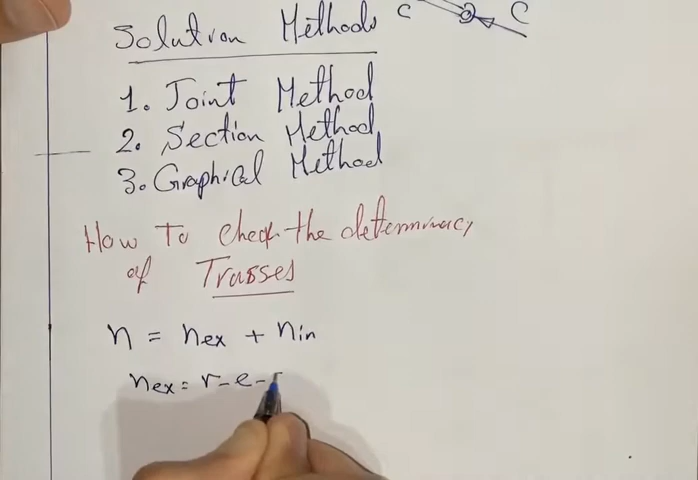 C C
Solution Methods
1. Joint Method
2. Section Method
3. Graphical Method
How To check the determinacy
of Trusses
n = nex + nin
nex = r - e -